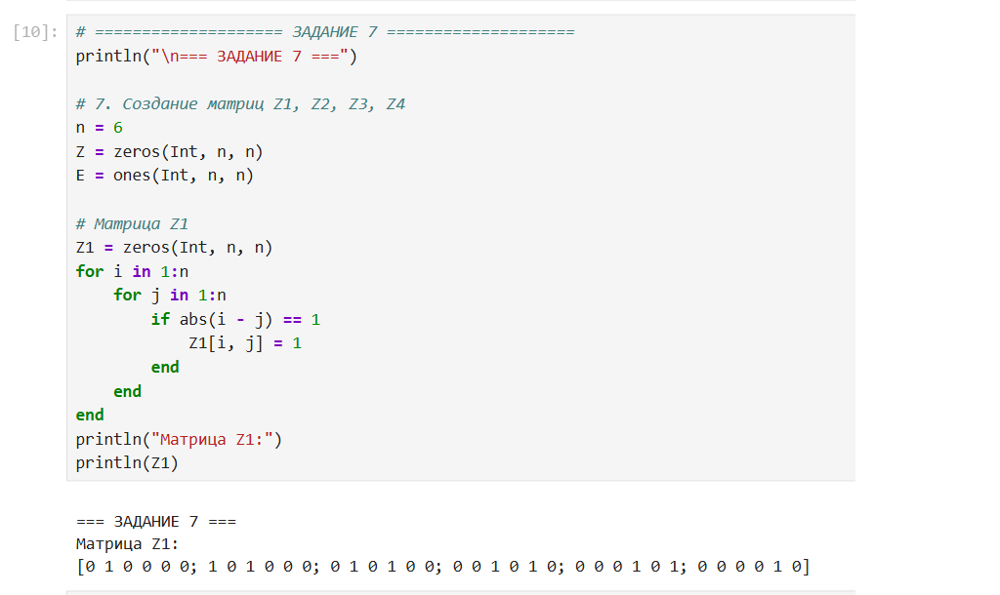 [10]:
# ==================== ЗАДАНИЕ 7 ====================
println("\n=== ЗАДАНИЕ 7 ===")
# 7. Создание матриц Z1, Z2, Z3, Z4
n = 6
Z = zeros(Int, n, n)
E = ones(Int, n, n)
# Матрица Z1
Z1 = zeros(Int, n, n)
for i in 1:n
    for j in 1:n
        if abs(i - j) == 1
            Z1[i, j] = 1
        end
    end
end
println("Матрица Z1:")
println(Z1)
=== ЗАДАНИЕ 7 ===
Матрица Z1:
[0 1 0 0 0 0; 1 0 1 0 0 0; 0 1 0 1 0 0; 0 0 1 0 1 0; 0 0 0 1 0 1; 0 0 0 0 1 0]